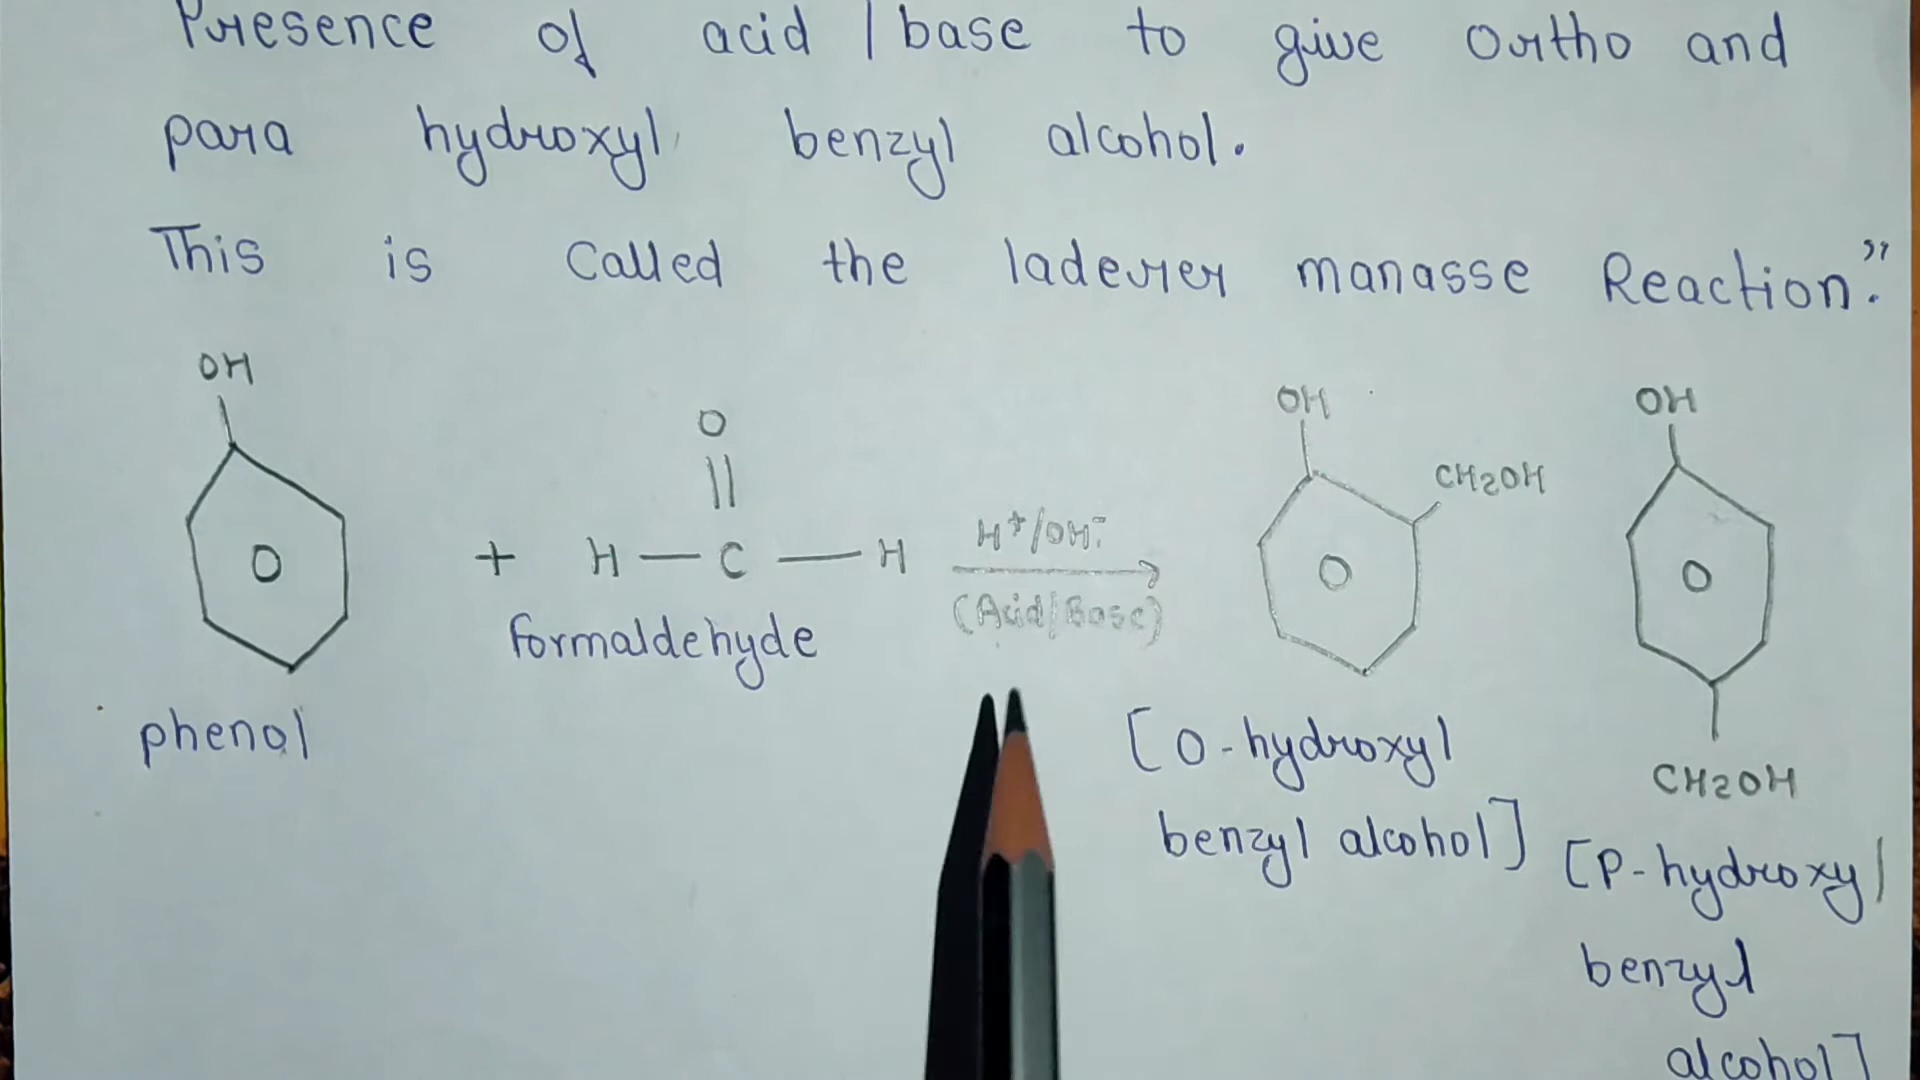 Presence of acid / base to give Ortho and
para hydroxyl benzyl alcohol.
This is Called the laderer manasse Reaction."
OH
OH
OH
O
CH2OH
||
H+/OH-
H — C — H
+
(Acid/Base)
formaldehyde
phenol
[O-hydroxyl
CH2OH
benzyl alcohol]
[P-hydroxyl
benzyl
alcohol]